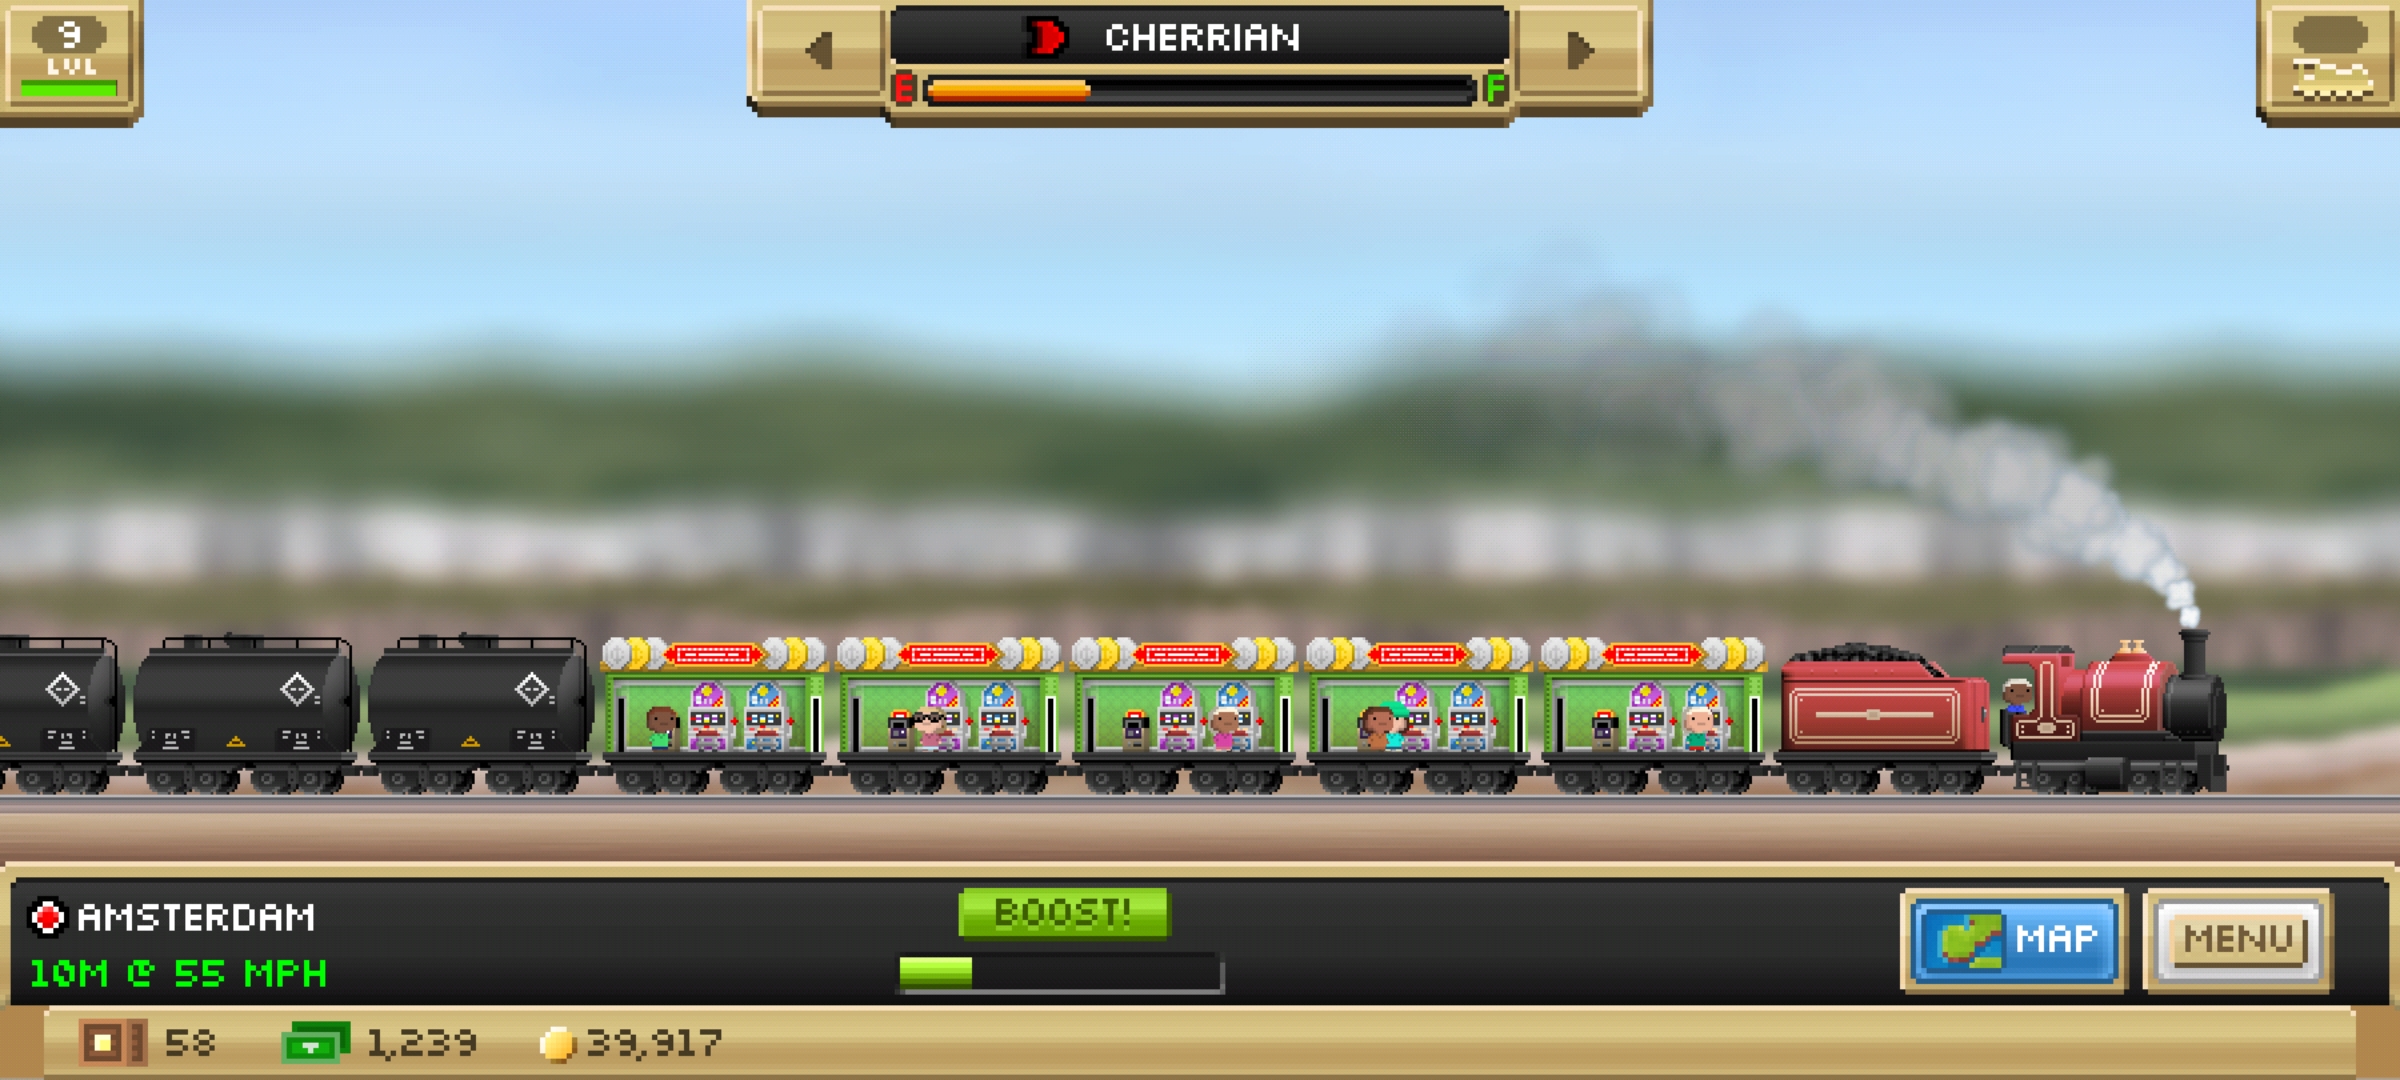 9
LVL
CHERRIAN
E F
AMSTERDAM
10M @ 55 MPH
BOOST!
MAP
MENU
58
1,239
39,917